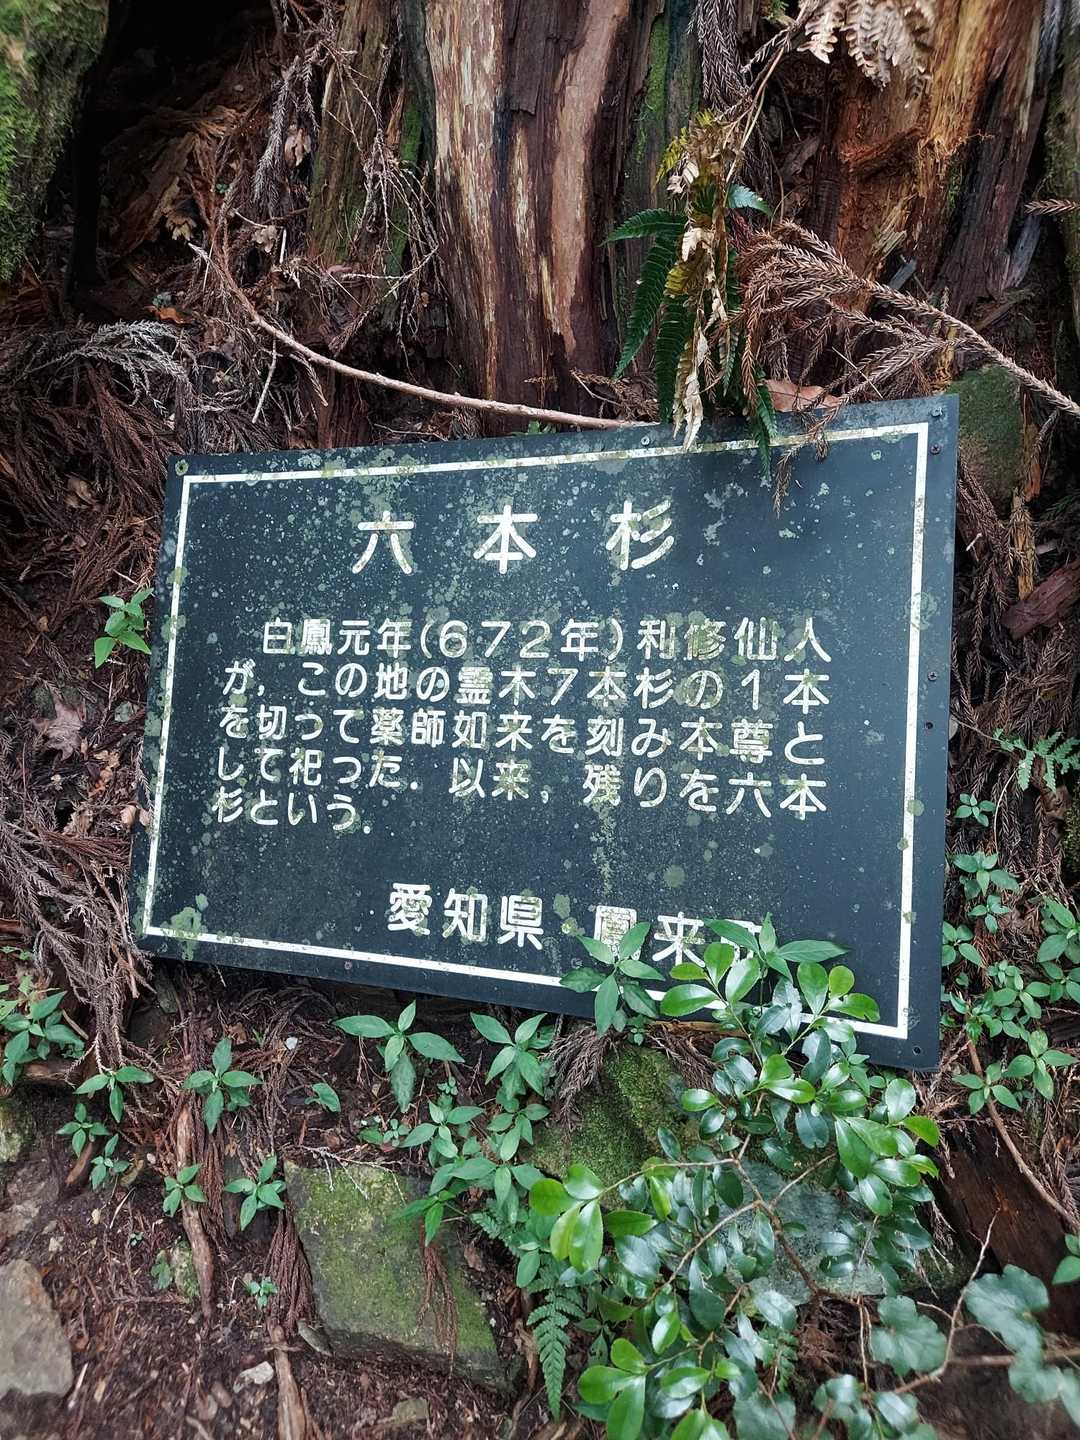 六本杉
白鳳元年(672年)利修仙人
が，この地の霊木7本杉の1本
を切って薬師如来を刻み本尊と
して祀った．以来，残りを六本
杉という．
愛知県 鳳来